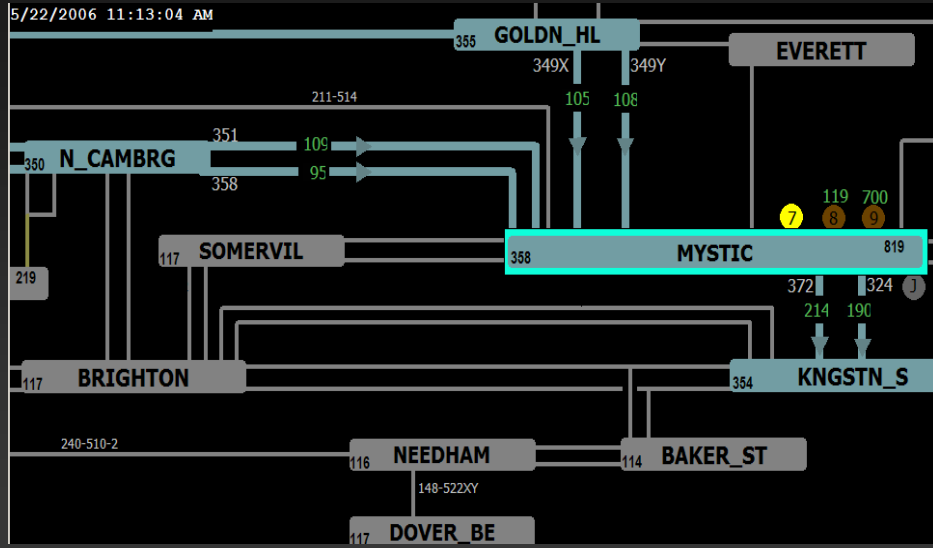 5/22/2006 11:13:04 AM
355 GOLDN_HL
EVERETT
349X 349Y
211-514
105 108
351
350 N_CAMBRG
109
95
358
119 700
7 8 9
117 SOMERVIL
358 MYSTIC 819
219
372 324 J
214 190
117 BRIGHTON
354 KNGSTN_S
240-510-2
116 NEEDHAM
114 BAKER_ST
148-522XY
117 DOVER_BE